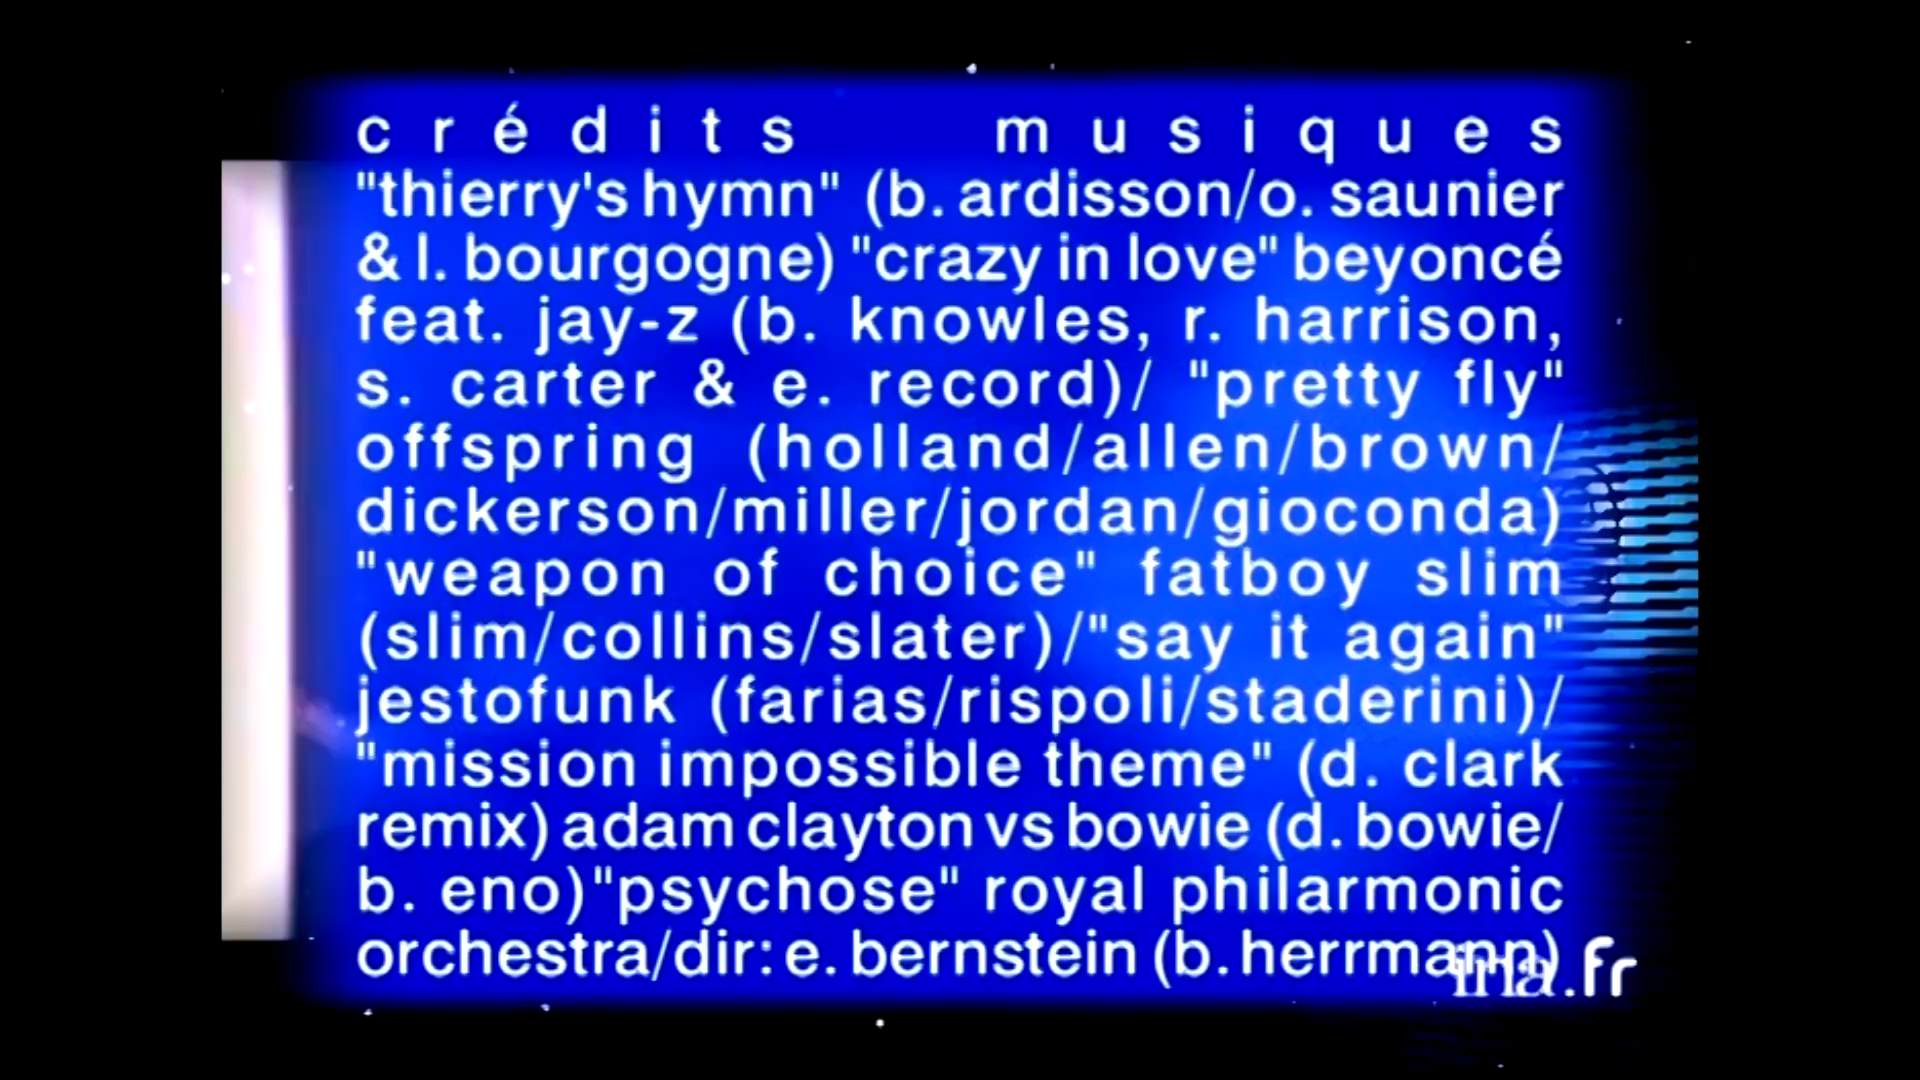 crédits musiques
"thierry's hymn" (b. ardisson/o. saunier
& l. bourgogne) "crazy in love" beyoncé
feat. jay-z (b. knowles, r. harrison,
s. carter & e. record)/ "pretty fly"
offspring (holland/allen/brown/
dickerson/miller/jordan/gioconda)
"weapon of choice" fatboy slim
(slim/collins/slater)/"say it again"
jestofunk (farias/rispoli/staderini)/
"mission impossible theme" (d. clark
remix) adam clayton vs bowie (d. bowie/
b. eno)"psychose" royal philarmonic
orchestra/dir: e. bernstein (b. herrmann)
ina.fr